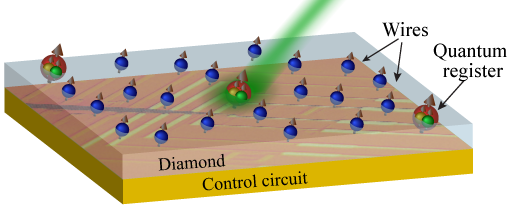 Wires
Quantum
register
Diamond
Control circuit